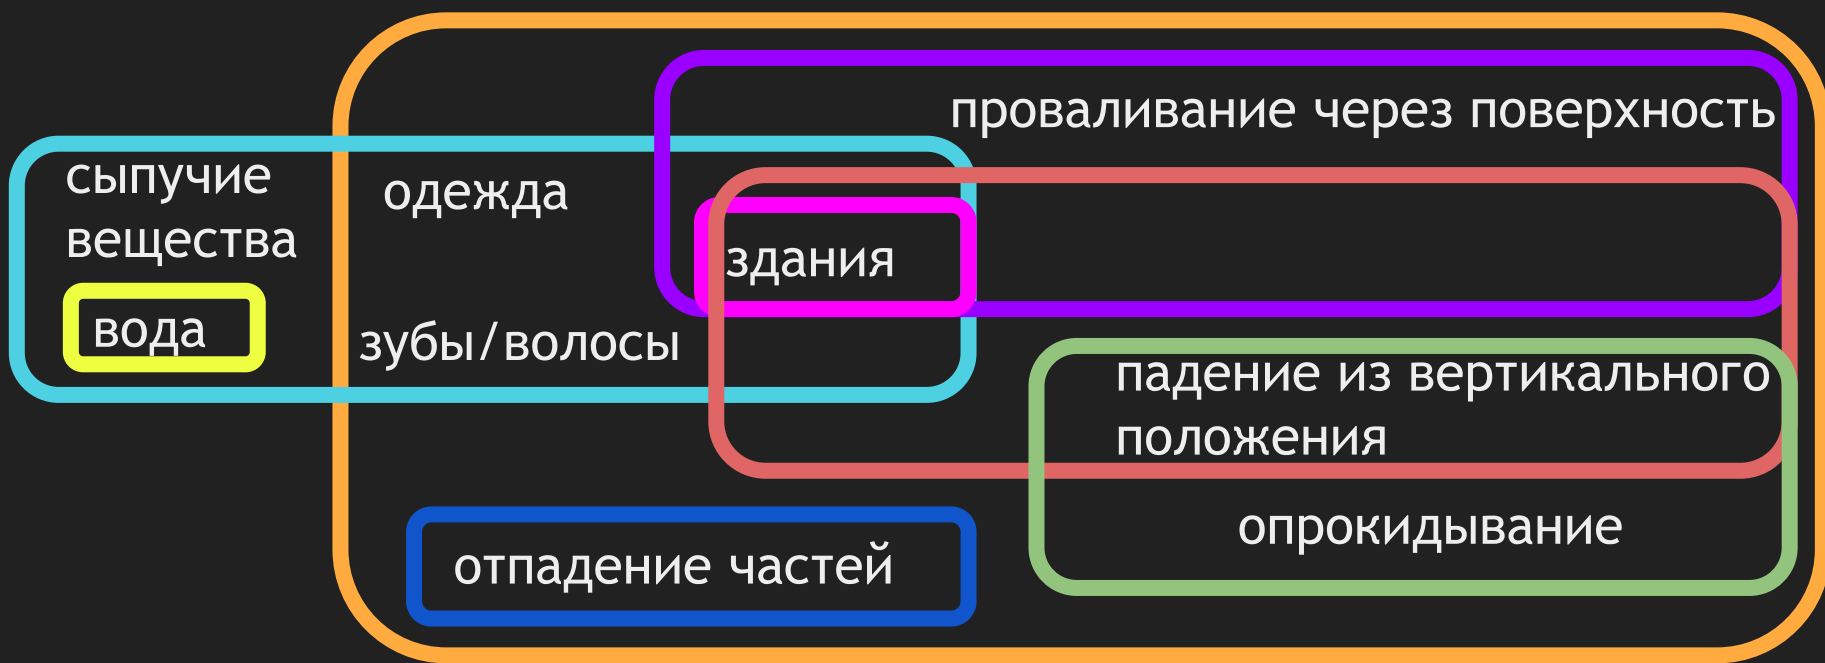 проваливание через поверхность
сыпучие
вещества
одежда
здания
вода
зубы/волосы
падение из вертикального
положения
опрокидывание
отпадение частей